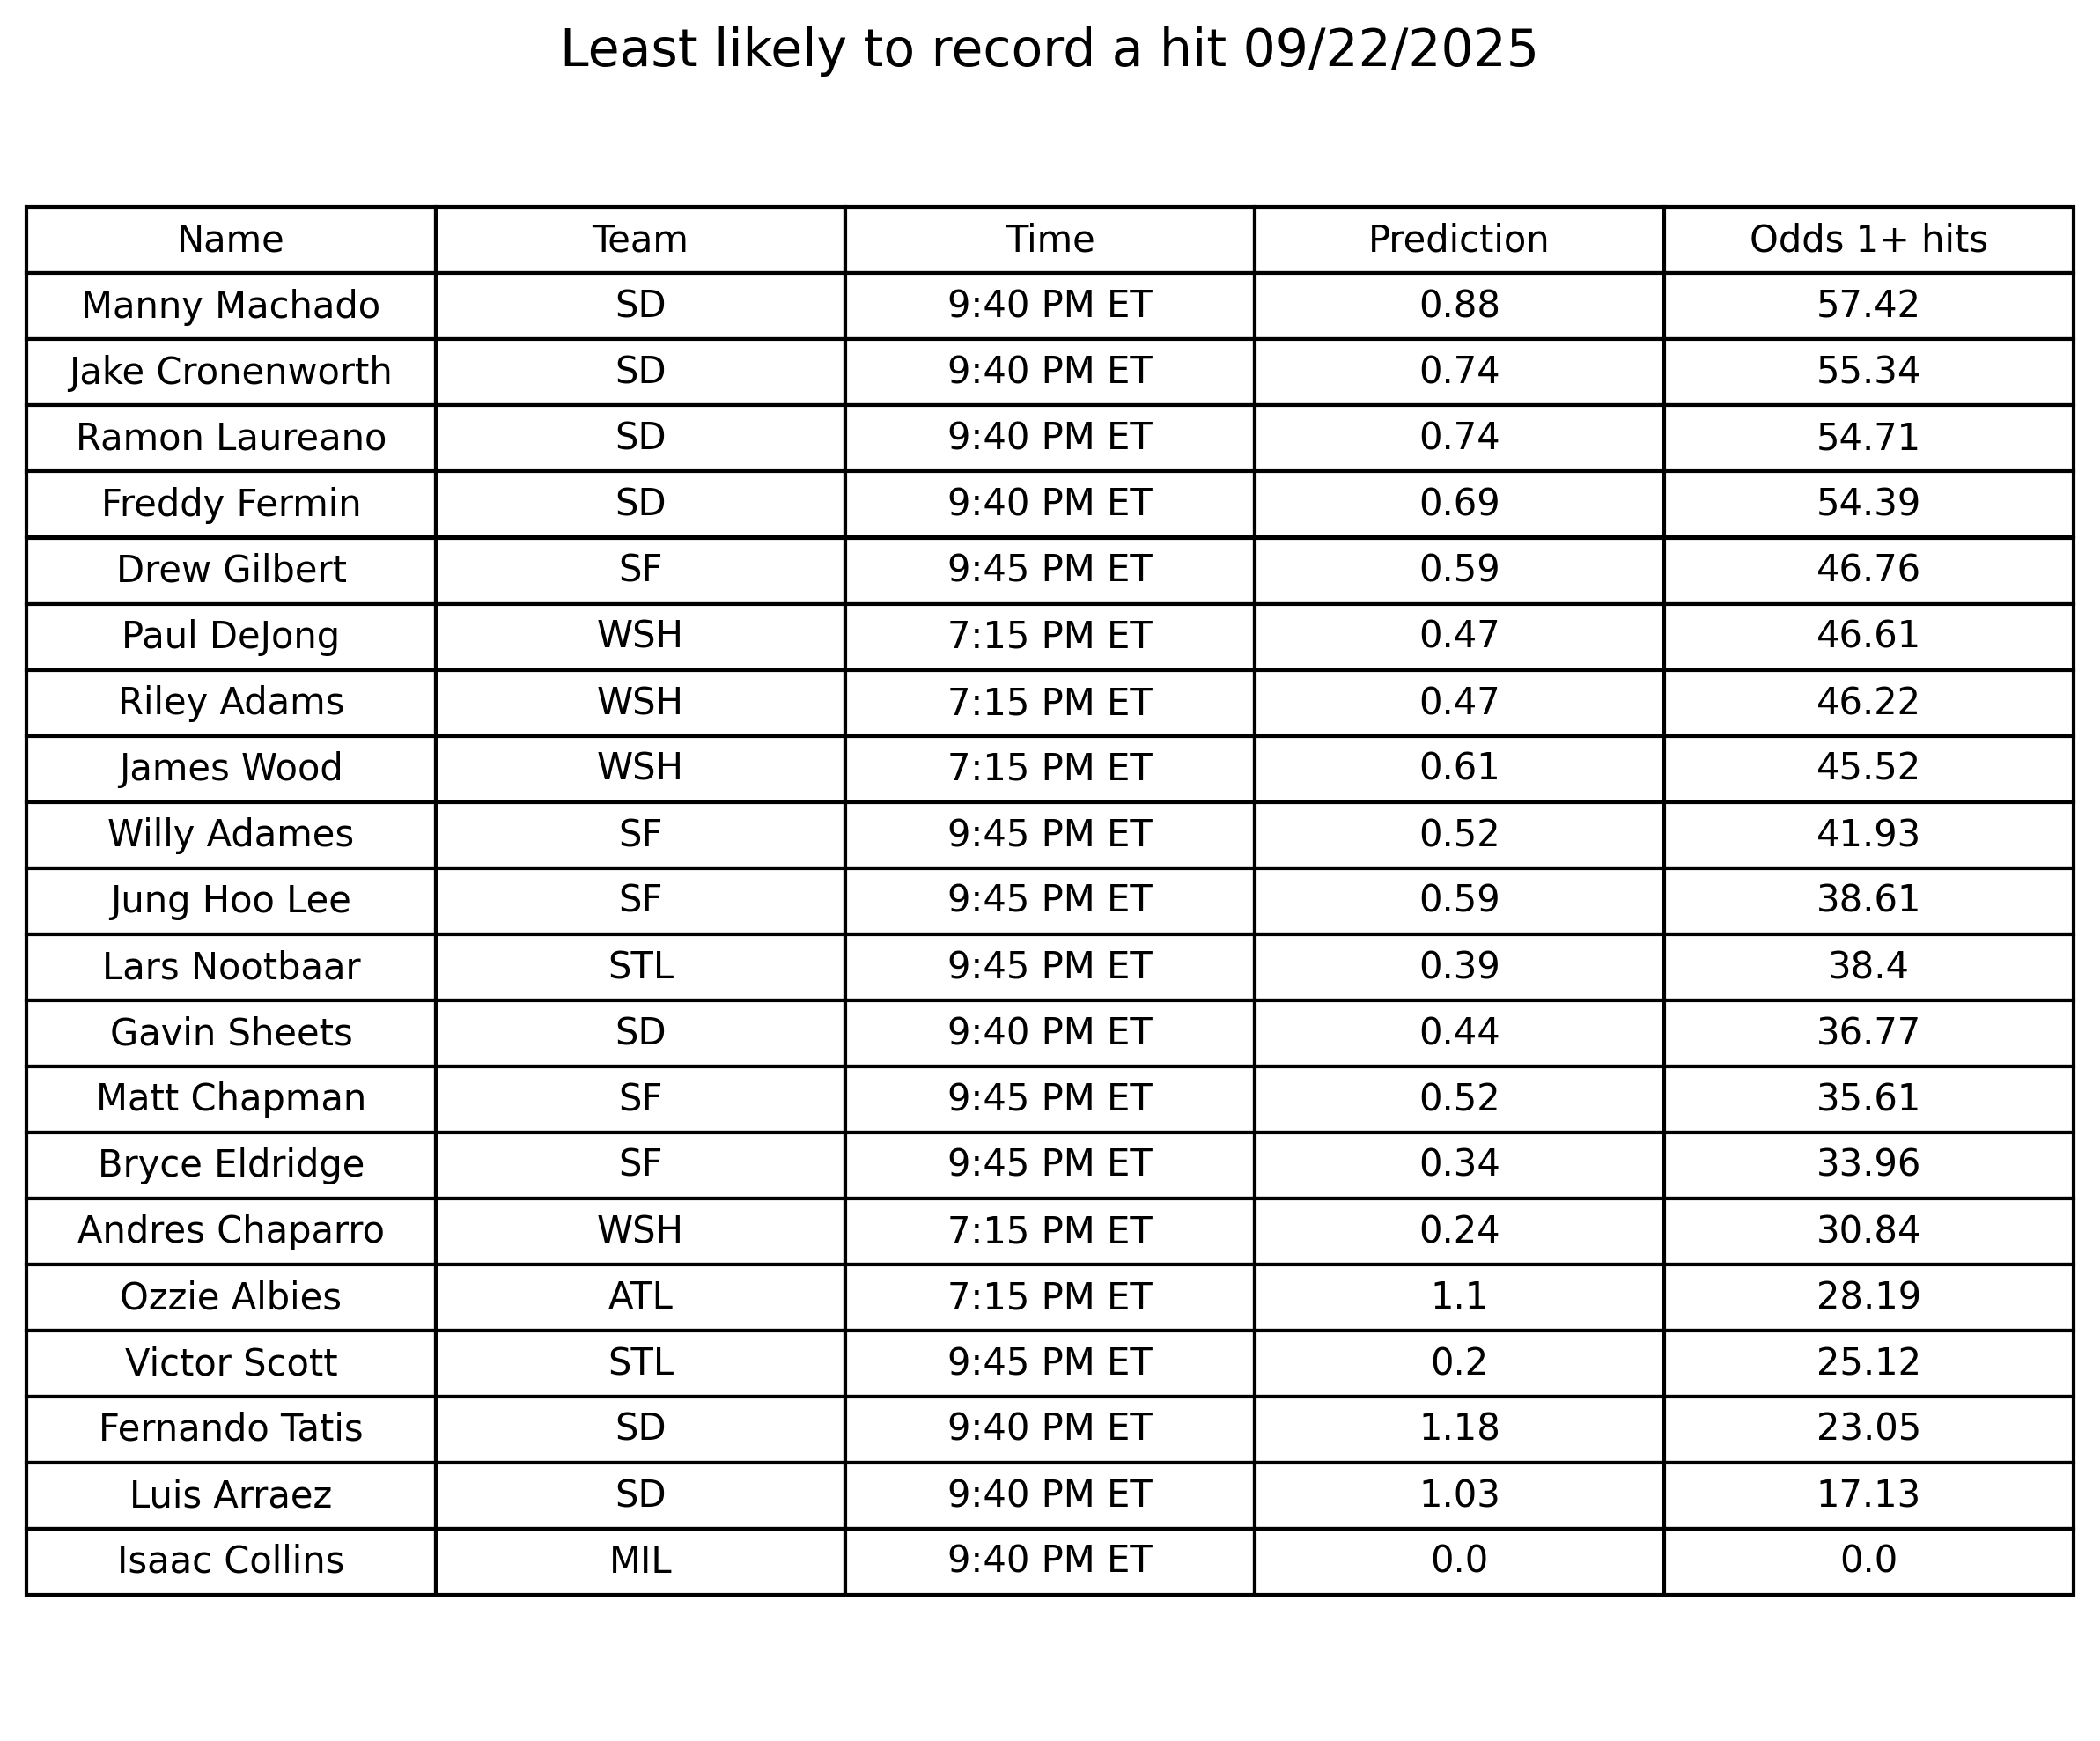 Least likely to record a hit 09/22/2025
Name Team Time Prediction Odds 1+ hits
Manny Machado SD 9:40 PM ET 0.88 57.42
Jake Cronenworth SD 9:40 PM ET 0.74 55.34
Ramon Laureano SD 9:40 PM ET 0.74 54.71
Freddy Fermin SD 9:40 PM ET 0.69 54.39
Drew Gilbert SF 9:45 PM ET 0.59 46.76
Paul DeJong WSH 7:15 PM ET 0.47 46.61
Riley Adams WSH 7:15 PM ET 0.47 46.22
James Wood WSH 7:15 PM ET 0.61 45.52
Willy Adames SF 9:45 PM ET 0.52 41.93
Jung Hoo Lee SF 9:45 PM ET 0.59 38.61
Lars Nootbaar STL 9:45 PM ET 0.39 38.4
Gavin Sheets SD 9:40 PM ET 0.44 36.77
Matt Chapman SF 9:45 PM ET 0.52 35.61
Bryce Eldridge SF 9:45 PM ET 0.34 33.96
Andres Chaparro WSH 7:15 PM ET 0.24 30.84
Ozzie Albies ATL 7:15 PM ET 1.1 28.19
Victor Scott STL 9:45 PM ET 0.2 25.12
Fernando Tatis SD 9:40 PM ET 1.18 23.05
Luis Arraez SD 9:40 PM ET 1.03 17.13
Isaac Collins MIL 9:40 PM ET 0.0 0.0